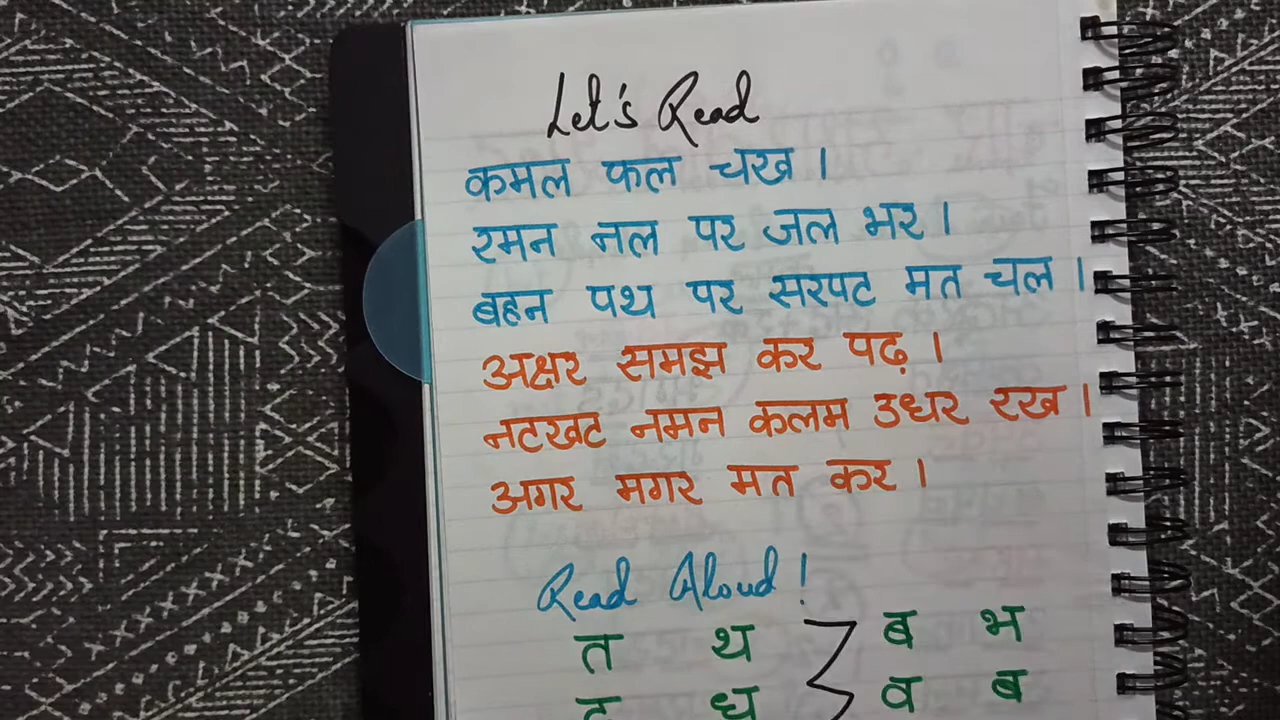 Let's Read
कमल फल चख ।
रमन नल पर जल भर ।
बहन पथ पर सरपट मत चल ।
अक्षर समझ कर पढ़ ।
नटखट नमन कलम उधर रख ।
अगर मगर मत कर ।
Read Aloud !
त थ ब भ
ध व ब